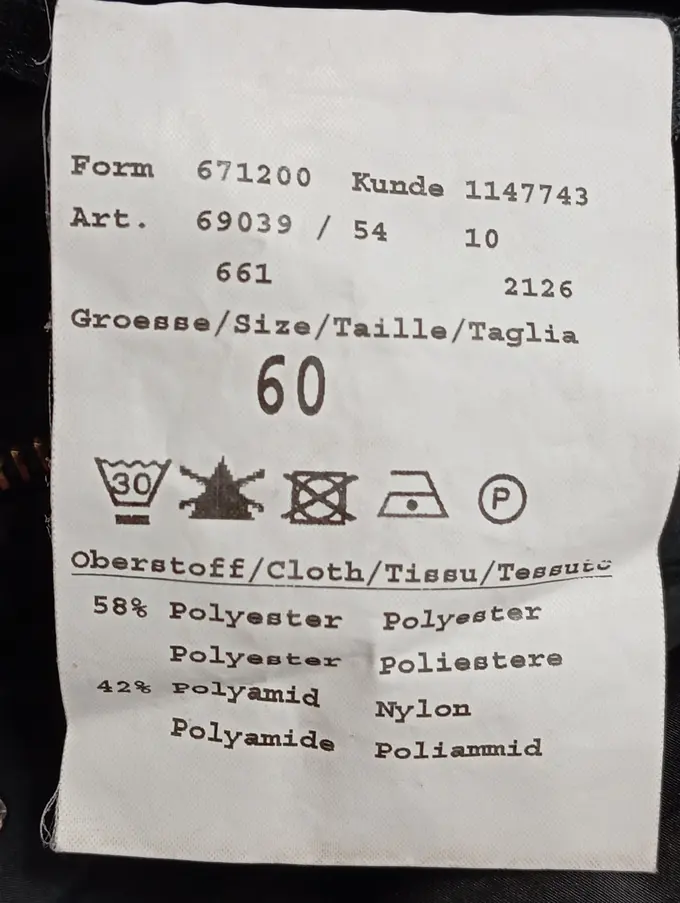 Form 671200 Kunde 1147743
Art. 69039 / 54 10
661 2126
Groesse/Size/Taille/Taglia
60
30 P
Oberstoff/Cloth/Tissu/Tessuto
58% Polyester Polyester
Polyester Poliestere
42% Polyamid Nylon
Polyamide Poliammid